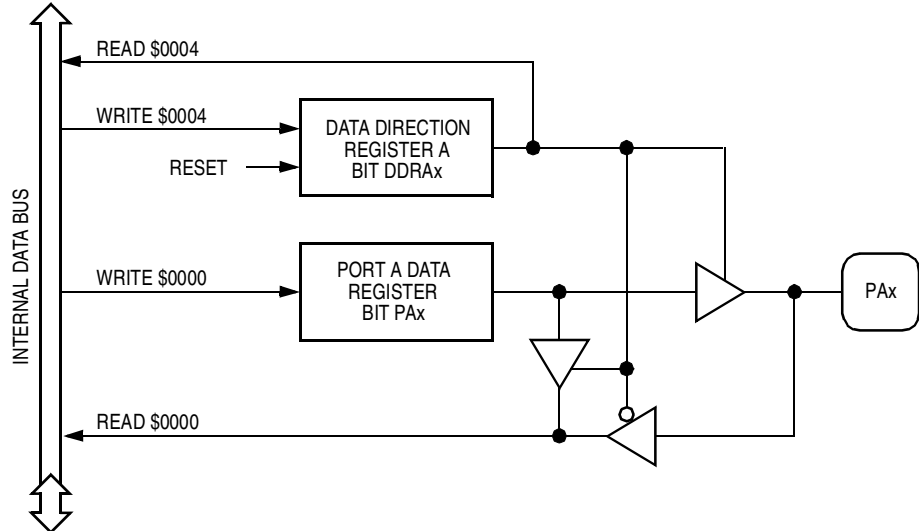 READ $0004
WRITE $0004
DATA DIRECTION
REGISTER A
BIT DDRAx
RESET
INTERNAL DATA BUS
WRITE $0000
PORT A DATA
REGISTER
BIT PAx
PAx
READ $0000